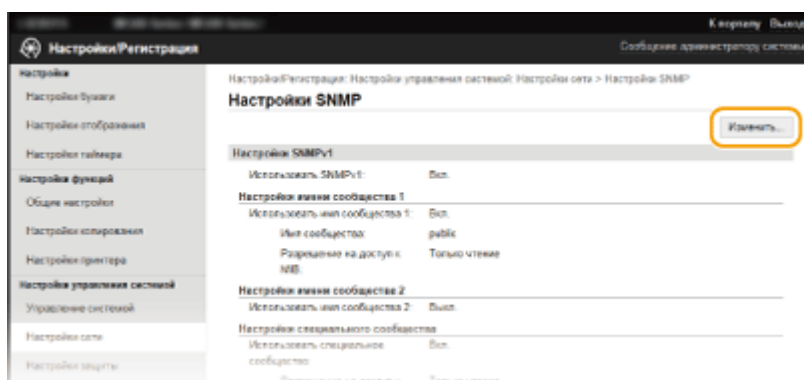 К порталу Выход
Настройки/Регистрация
Сообщение администратору системы
Настройки
Настройки бумаги
Настройки отображения
Настройки таймера
Настройки функций
Общие настройки
Настройки копирования
Настройки принтера
Настройки управления системой
Управление системой
Настройки сети
Настройки защиты
Настройки/Регистрация: Настройки управления системой: Настройки сети > Настройки SNMP
Настройки SNMP
Изменить...
Настройки SNMPv1
Использовать SNMPv1: Вкл.
Настройки имени сообщества 1
Использовать имя сообщества 1: Вкл.
Имя сообщества: public
Разрешение на доступ к Только чтение
MIB:
Настройки имени сообщества 2
Использовать имя сообщества 2: Выкл.
Настройки специального сообщества
Использовать специальное Вкл.
сообщество: